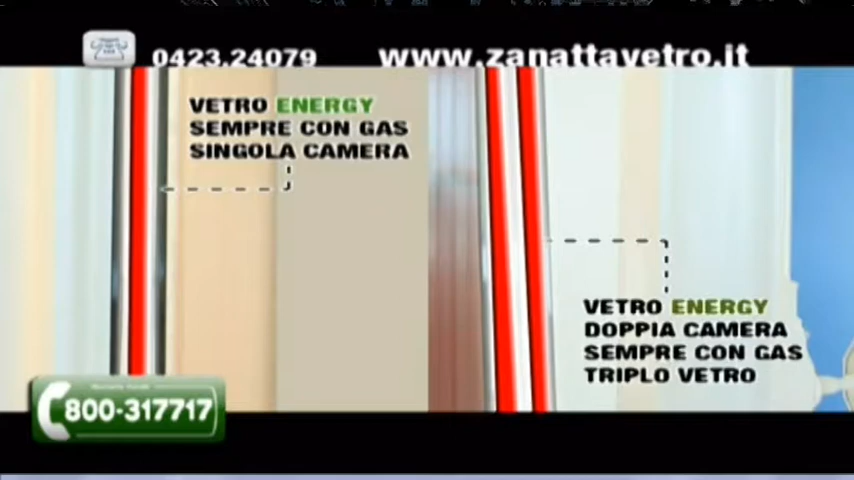 0423.24079 www.zanattavetro.it
VETRO ENERGY
SEMPRE CON GAS
SINGOLA CAMERA
VETRO ENERGY
DOPPIA CAMERA
SEMPRE CON GAS
TRIPLO VETRO
800-317717